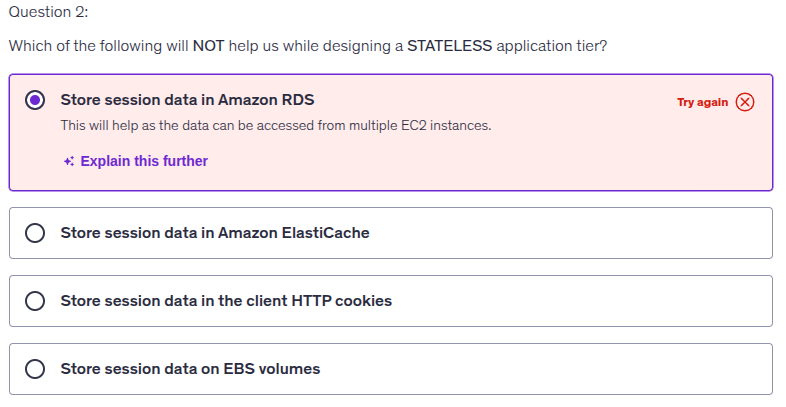 Question 2:
Which of the following will NOT help us while designing a STATELESS application tier?
Store session data in Amazon RDS
Try again
This will help as the data can be accessed from multiple EC2 instances.
Explain this further
Store session data in Amazon ElastiCache
Store session data in the client HTTP cookies
Store session data on EBS volumes